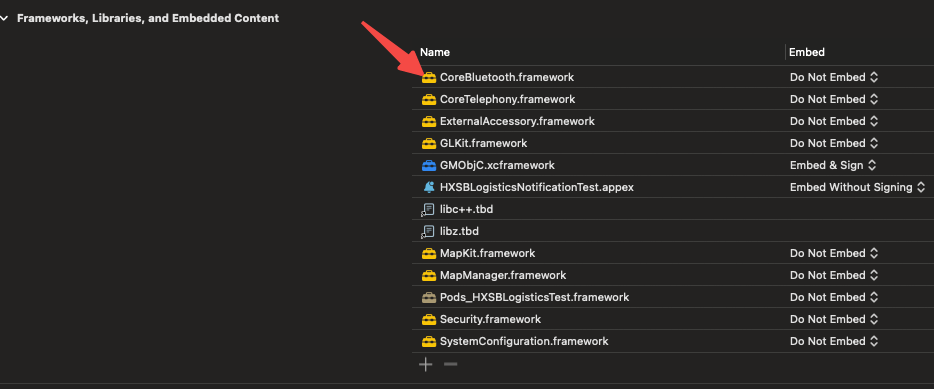 Frameworks, Libraries, and Embedded Content
Name Embed
CoreBluetooth.framework Do Not Embed
CoreTelephony.framework Do Not Embed
ExternalAccessory.framework Do Not Embed
GLKit.framework Do Not Embed
GMObjC.xcframework Embed & Sign
HXSBLogisticsNotificationTest.appex Embed Without Signing
libc++.tbd
libz.tbd
MapKit.framework Do Not Embed
MapManager.framework Do Not Embed
Pods_HXSBLogisticsTest.framework Do Not Embed
Security.framework Do Not Embed
SystemConfiguration.framework Do Not Embed